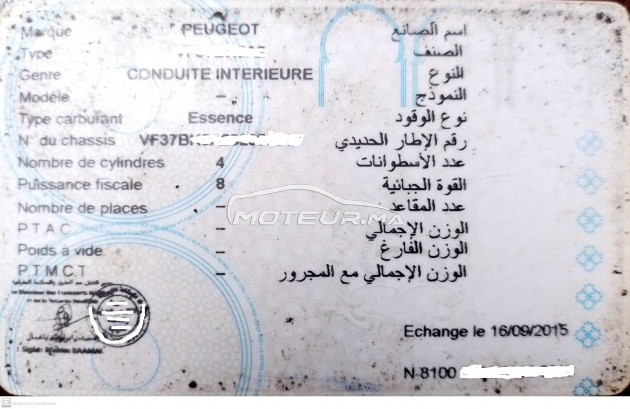 Marque PEUGEOT اسم الصانع
Type الصنف
Genre CONDUITE INTERIEURE النوع
Modèle – النموذج
Type carburant Essence نوع الوقود
N° du chassis VF37B رقم الإطار الحديدي
Nombre de cylindres 4 عدد الأسطوانات
Puissance fiscale 8 القوة الجبائية
Nombre de places – عدد المقاعد
P T A C – الوزن الإجمالي
Poids a vide – الوزن الفارغ
P.T.M.C.T – الوزن الإجمالي مع المجرور
MOTEUR.MA
Echange le 16/09/2015
N-8100